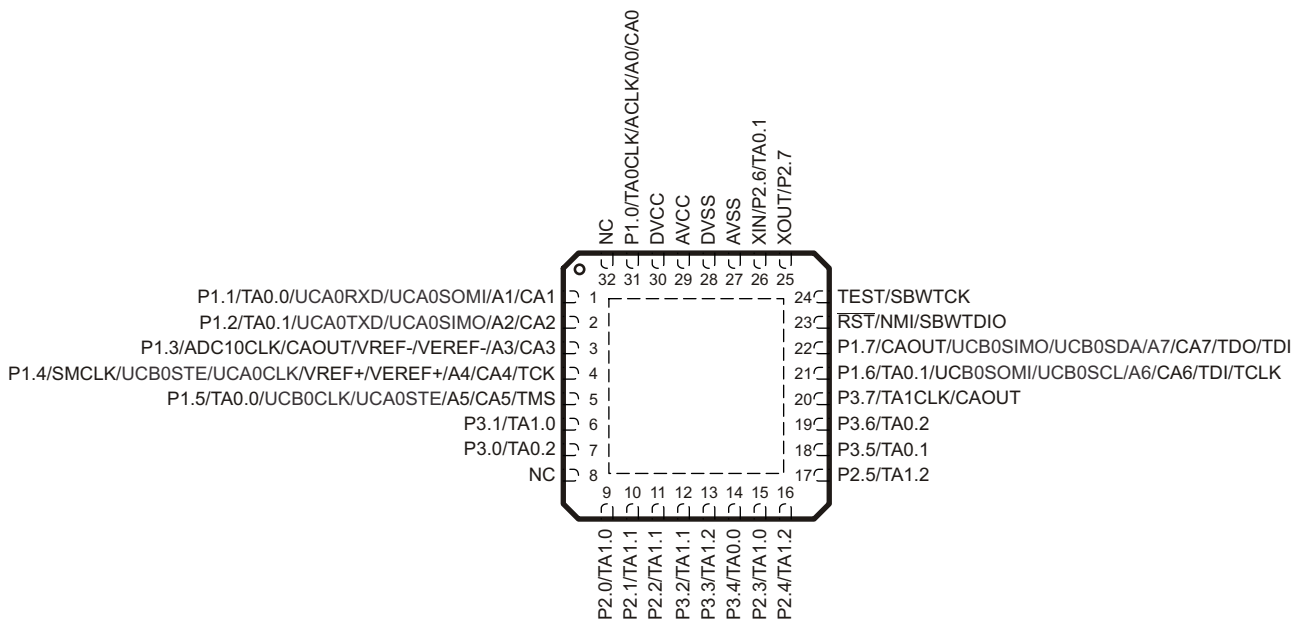 NC
P1.0/TA0CLK/ACLK/A0/CA0
DVCC
AVCC
DVSS
AVSS
XIN/P2.6/TA0.1
XOUT/P2.7
32 31 30 29 28 27 26 25
P1.1/TA0.0/UCA0RXD/UCA0SOMI/A1/CA1 1
P1.2/TA0.1/UCA0TXD/UCA0SIMO/A2/CA2 2
P1.3/ADC10CLK/CAOUT/VREF-/VEREF-/A3/CA3 3
P1.4/SMCLK/UCB0STE/UCA0CLK/VREF+/VEREF+/A4/CA4/TCK 4
P1.5/TA0.0/UCB0CLK/UCA0STE/A5/CA5/TMS 5
P3.1/TA1.0 6
P3.0/TA0.2 7
NC 8
24 TEST/SBWTCK
23 RST/NMI/SBWTDIO
22 P1.7/CAOUT/UCB0SIMO/UCB0SDA/A7/CA7/TDO/TDI
21 P1.6/TA0.1/UCB0SOMI/UCB0SCL/A6/CA6/TDI/TCLK
20 P3.7/TA1CLK/CAOUT
19 P3.6/TA0.2
18 P3.5/TA0.1
17 P2.5/TA1.2
9 10 11 12 13 14 15 16
P2.0/TA1.0
P2.1/TA1.1
P2.2/TA1.1
P3.2/TA1.1
P3.3/TA1.2
P3.4/TA0.0
P2.3/TA1.0
P2.4/TA1.2